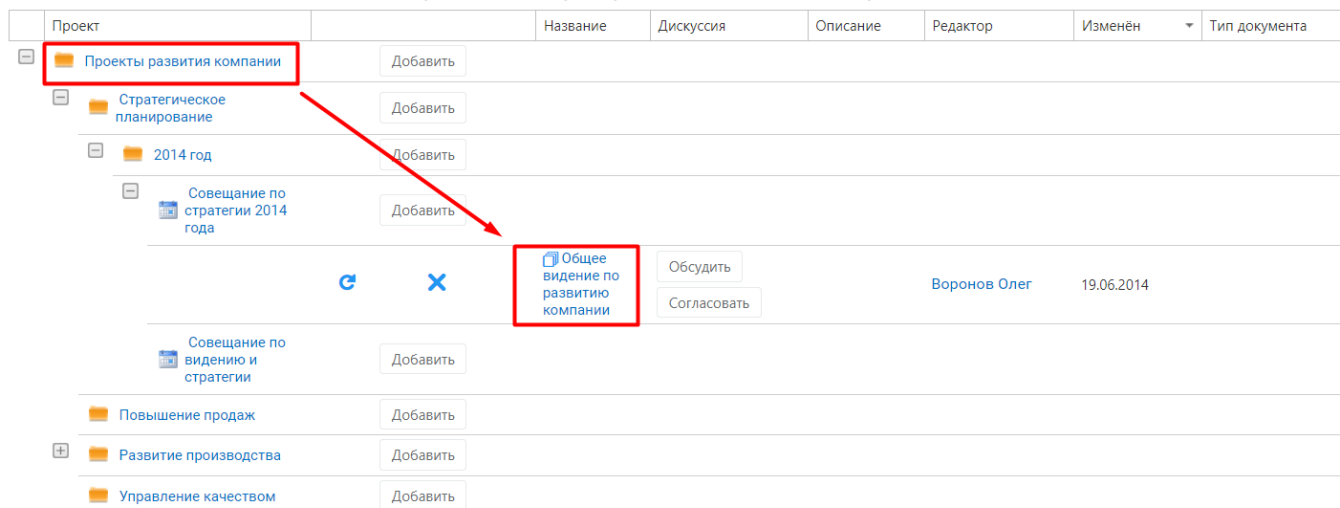 Проект Название Дискуссия Описание Редактор Изменён Тип документа
Проекты развития компании Добавить
Стратегическое
планирование
Добавить
2014 год Добавить
Совещание по
стратегии 2014
года
Добавить
Общее
видение по
развитию
компании
Обсудить
Согласовать
Воронов Олег 19.06.2014
Совещание по
видению и
стратегии
Добавить
Повышение продаж Добавить
Развитие производства Добавить
Управление качеством Добавить